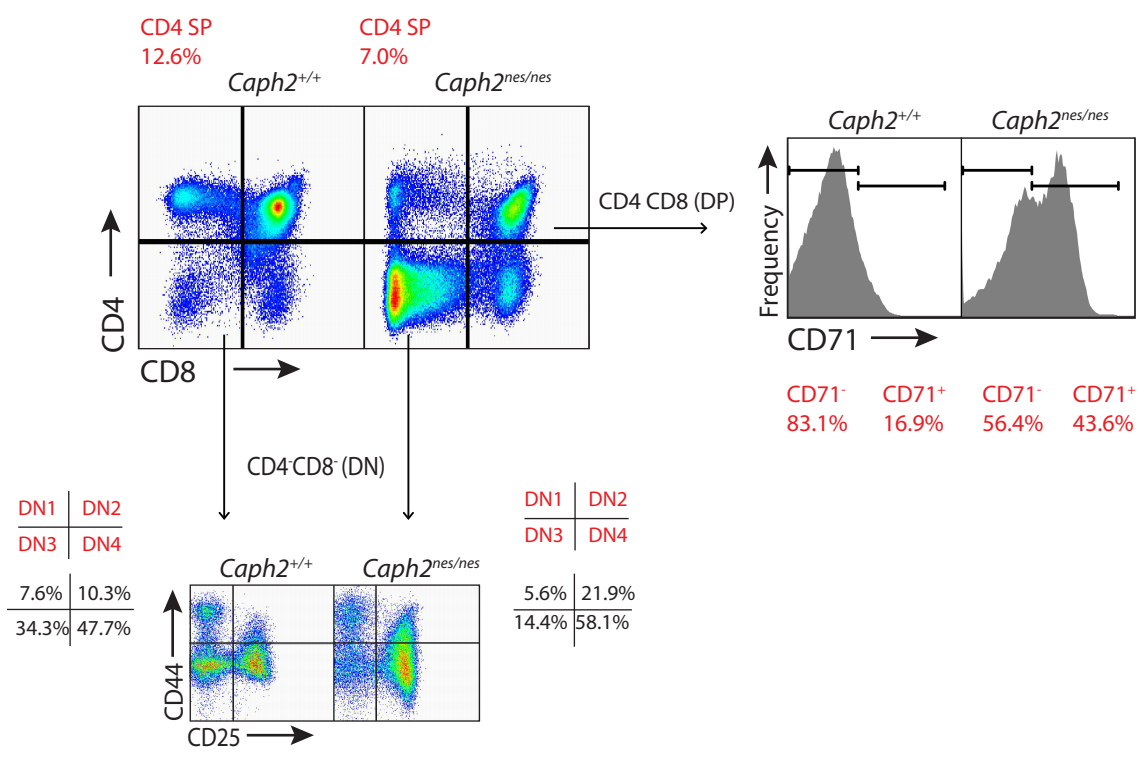 CD4 SP CD4 SP
12.6% 7.0%
Caph2+/+ Caph2nes/nes
CD4
CD8
CD4 CD8 (DP)
Caph2+/+ Caph2nes/nes
Frequency
CD71
CD71- CD71+ CD71- CD71+
83.1% 16.9% 56.4% 43.6%
CD4-CD8- (DN)
DN1 DN2
DN3 DN4
7.6% 10.3%
34.3% 47.7%
Caph2+/+ Caph2nes/nes
CD44
CD25
DN1 DN2
DN3 DN4
5.6% 21.9%
14.4% 58.1%